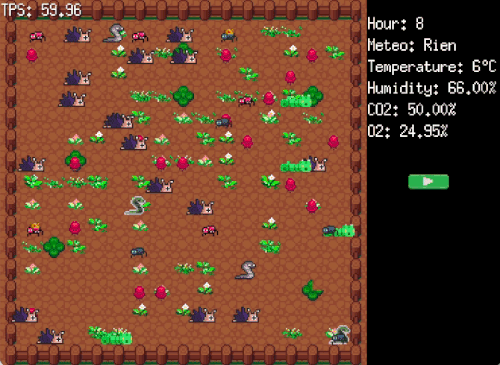 TPS: 59.96
Hour: 8
Meteo: Rien
Temperature: 6°C
Humidity: 66.00%
CO2: 50.00%
O2: 24.95%